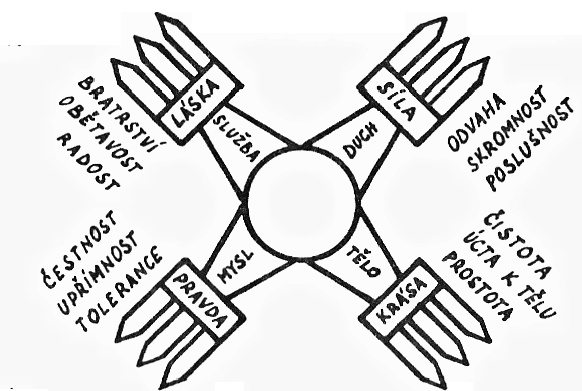 BRATRSTVÍ
OBĚTAVOST
RADOST
LÁSKA
SLUŽBA
DUCH
SÍLA
ODVAHA
SKROMNOST
POSLUŠNOST
ČESTNOST
UPŘÍMNOST
TOLERANCE
PRAVDA
MYSL
TĚLO
KRÁSA
ČISTOTA
ÚCTA K TĚLU
PROSTOTA